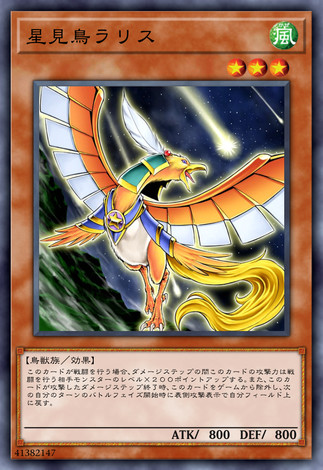 星見鳥ラリス
風
【鳥獣族／効果】
このカードが戦闘を行う場合、ダメージステップの間このカードの攻撃力は戦
闘を行う相手モンスターのレベル×２００ポイントアップする。また、このカー
ドが攻撃したダメージステップ終了時、このカードをゲームから除外し、次
の自分のターンのバトルフェイズ開始時に表側攻撃表示で自分フィールド上
に戻す。
ATK/ 800 DEF/ 800
41382147